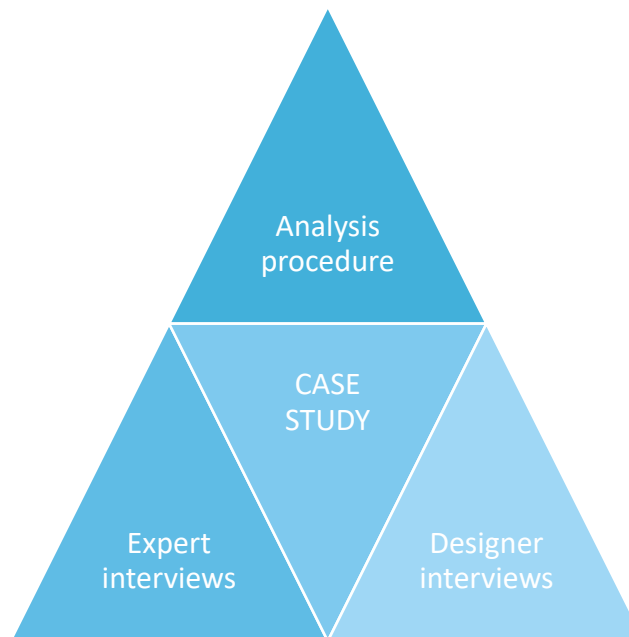 Analysis
procedure
CASE
STUDY
Expert
interviews
Designer
interviews